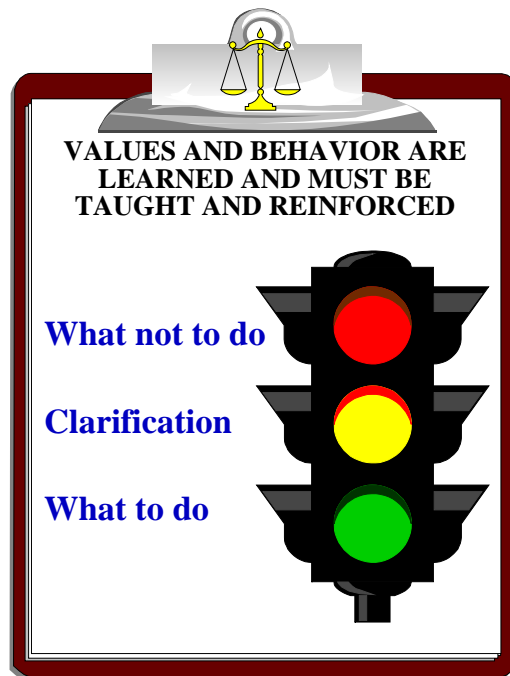 VALUES AND BEHAVIOR ARE
LEARNED AND MUST BE
TAUGHT AND REINFORCED
What not to do
Clarification
What to do